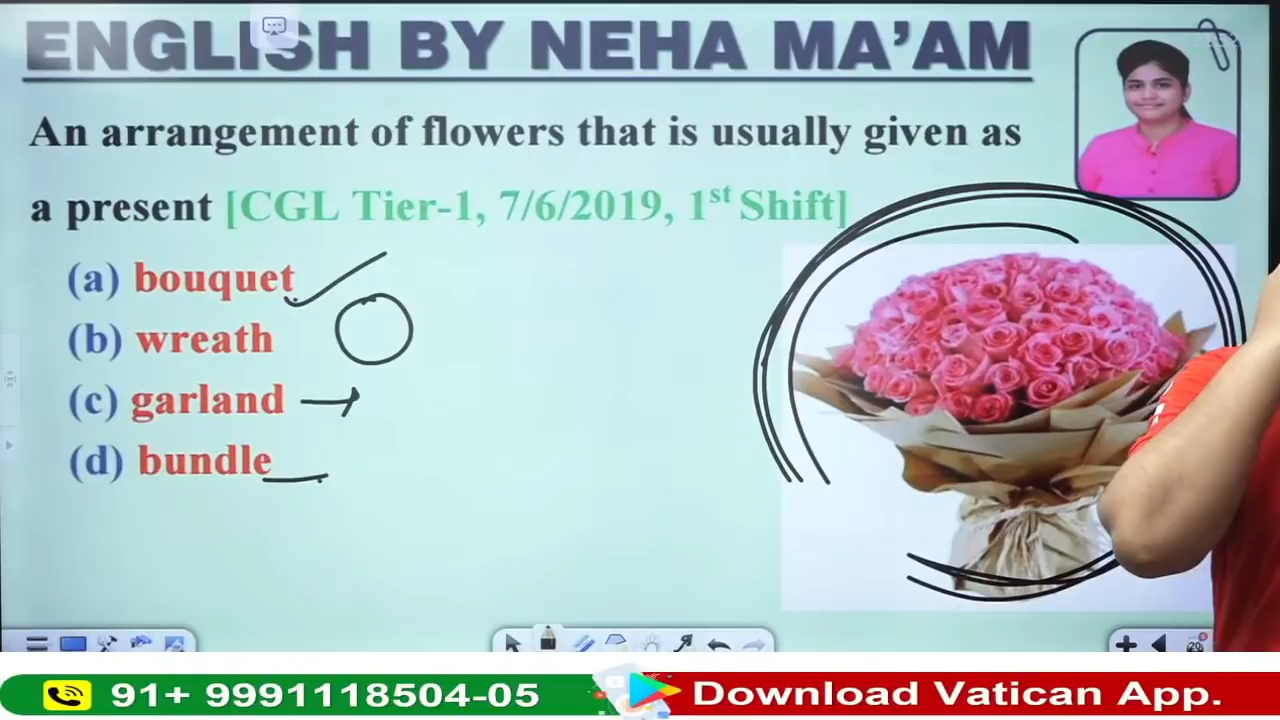 ENGLISH BY NEHA MA’AM
An arrangement of flowers that is usually given as
a present [CGL Tier-1, 7/6/2019, 1st Shift]
(a) bouquet
(b) wreath
(c) garland
(d) bundle
91+ 9991118504-05
Download Vatican App.